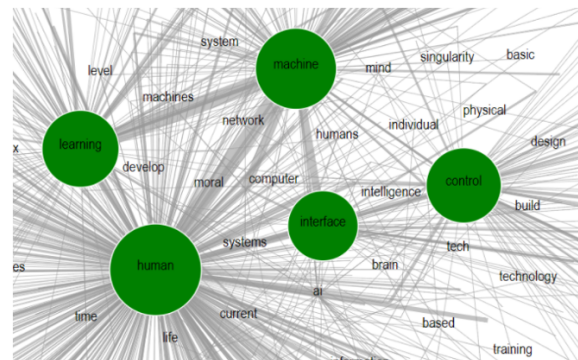 system
machine
singularity
basic
level
mind
machines
physical
network
humans
individual
design
learning
x
develop
moral
computer
intelligence
control
build
interface
systems
tech
human
es
brain
technology
ai
time
current
based
life
training